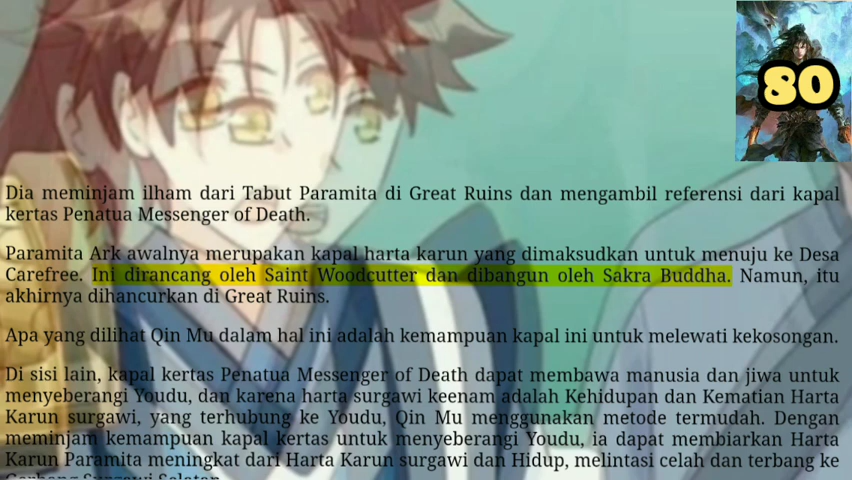 80
Dia meminjam ilham dari Tabut Paramita di Great Ruins dan mengambil referensi dari kapal
kertas Penatua Messenger of Death.
Paramita Ark awalnya merupakan kapal harta karun yang dimaksudkan untuk menuju ke Desa
Carefree. Ini dirancang oleh Saint Woodcutter dan dibangun oleh Sakra Buddha. Namun, itu
akhirnya dihancurkan di Great Ruins.
Apa yang dilihat Qin Mu dalam hal ini adalah kemampuan kapal ini untuk melewati kekosongan.
Di sisi lain, kapal kertas Penatua Messenger of Death dapat membawa manusia dan jiwa untuk
menyeberangi Youdu, dan karena harta surgawi keenam adalah Kehidupan dan Kematian Harta
Karun surgawi, yang terhubung ke Youdu, Qin Mu menggunakan metode termudah. Dengan
meminjam kemampuan kapal kertas untuk menyeberangi Youdu, ia dapat membiarkan Harta
Karun Paramita meningkat dari Harta Karun surgawi dan Hidup, melintasi celah dan terbang ke